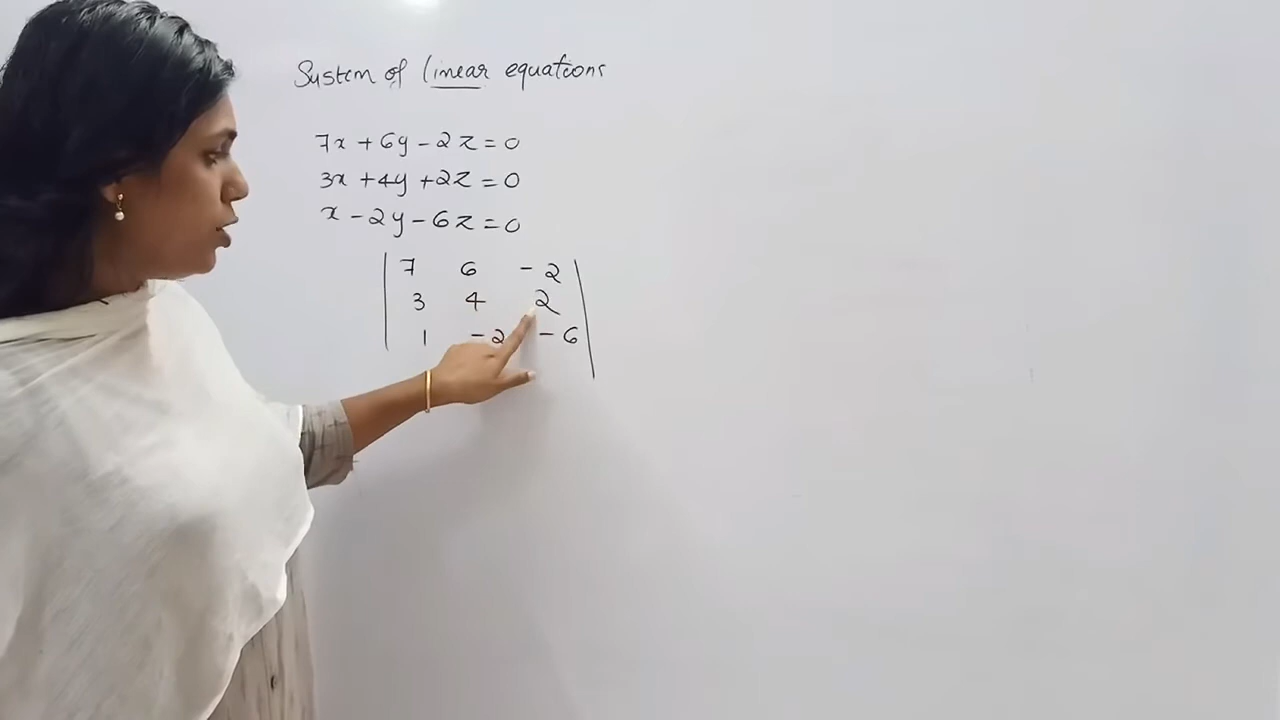 System of linear equations
7x + 6y - 2z = 0
3x + 4y + 2z = 0
x - 2y - 6z = 0
7 6 -2
3 4 2
1 -2 -6